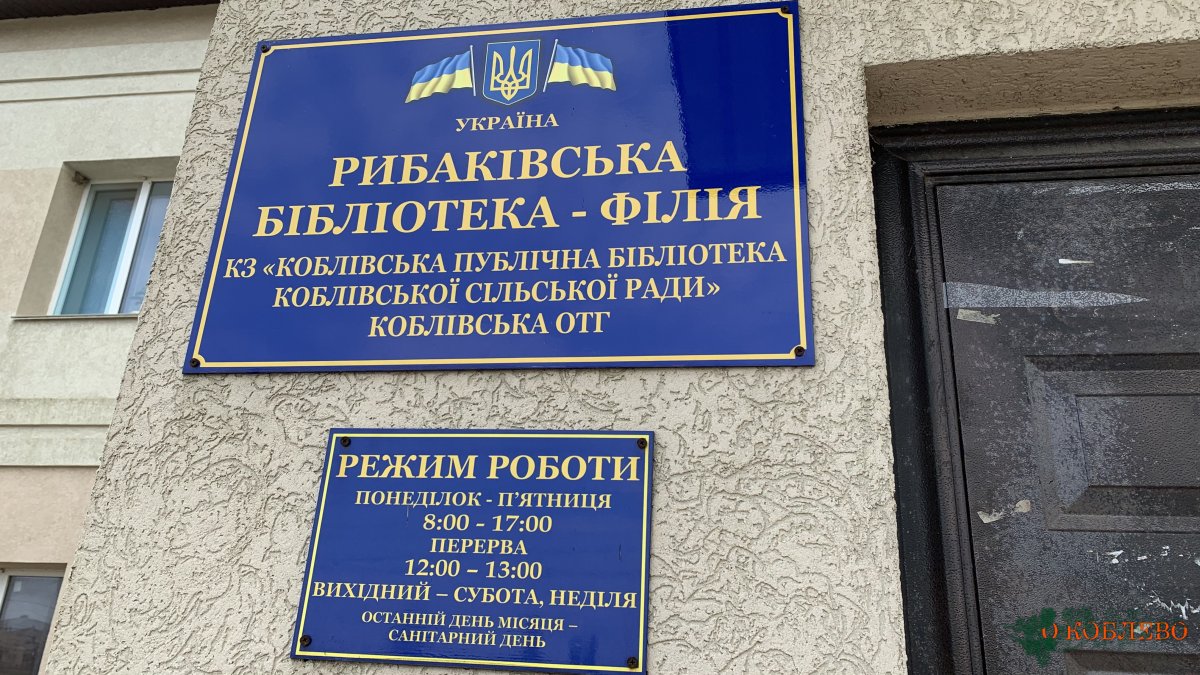 УКРАЇНА
РИБАКІВСЬКА
БІБЛІОТЕКА - ФІЛІЯ
КЗ «КОБЛІВСЬКА ПУБЛІЧНА БІБЛІОТЕКА
КОБЛІВСЬКОЇ СІЛЬСЬКОЇ РАДИ»
КОБЛІВСЬКА ОТГ
РЕЖИМ РОБОТИ
ПОНЕДІЛОК - П'ЯТНИЦЯ
8:00 - 17:00
ПЕРЕРВА
12:00 – 13:00
ВИХІДНИЙ – СУБОТА, НЕДІЛЯ
ОСТАННІЙ ДЕНЬ МІСЯЦЯ –
САНІТАРНИЙ ДЕНЬ
О КОБЛЕВО